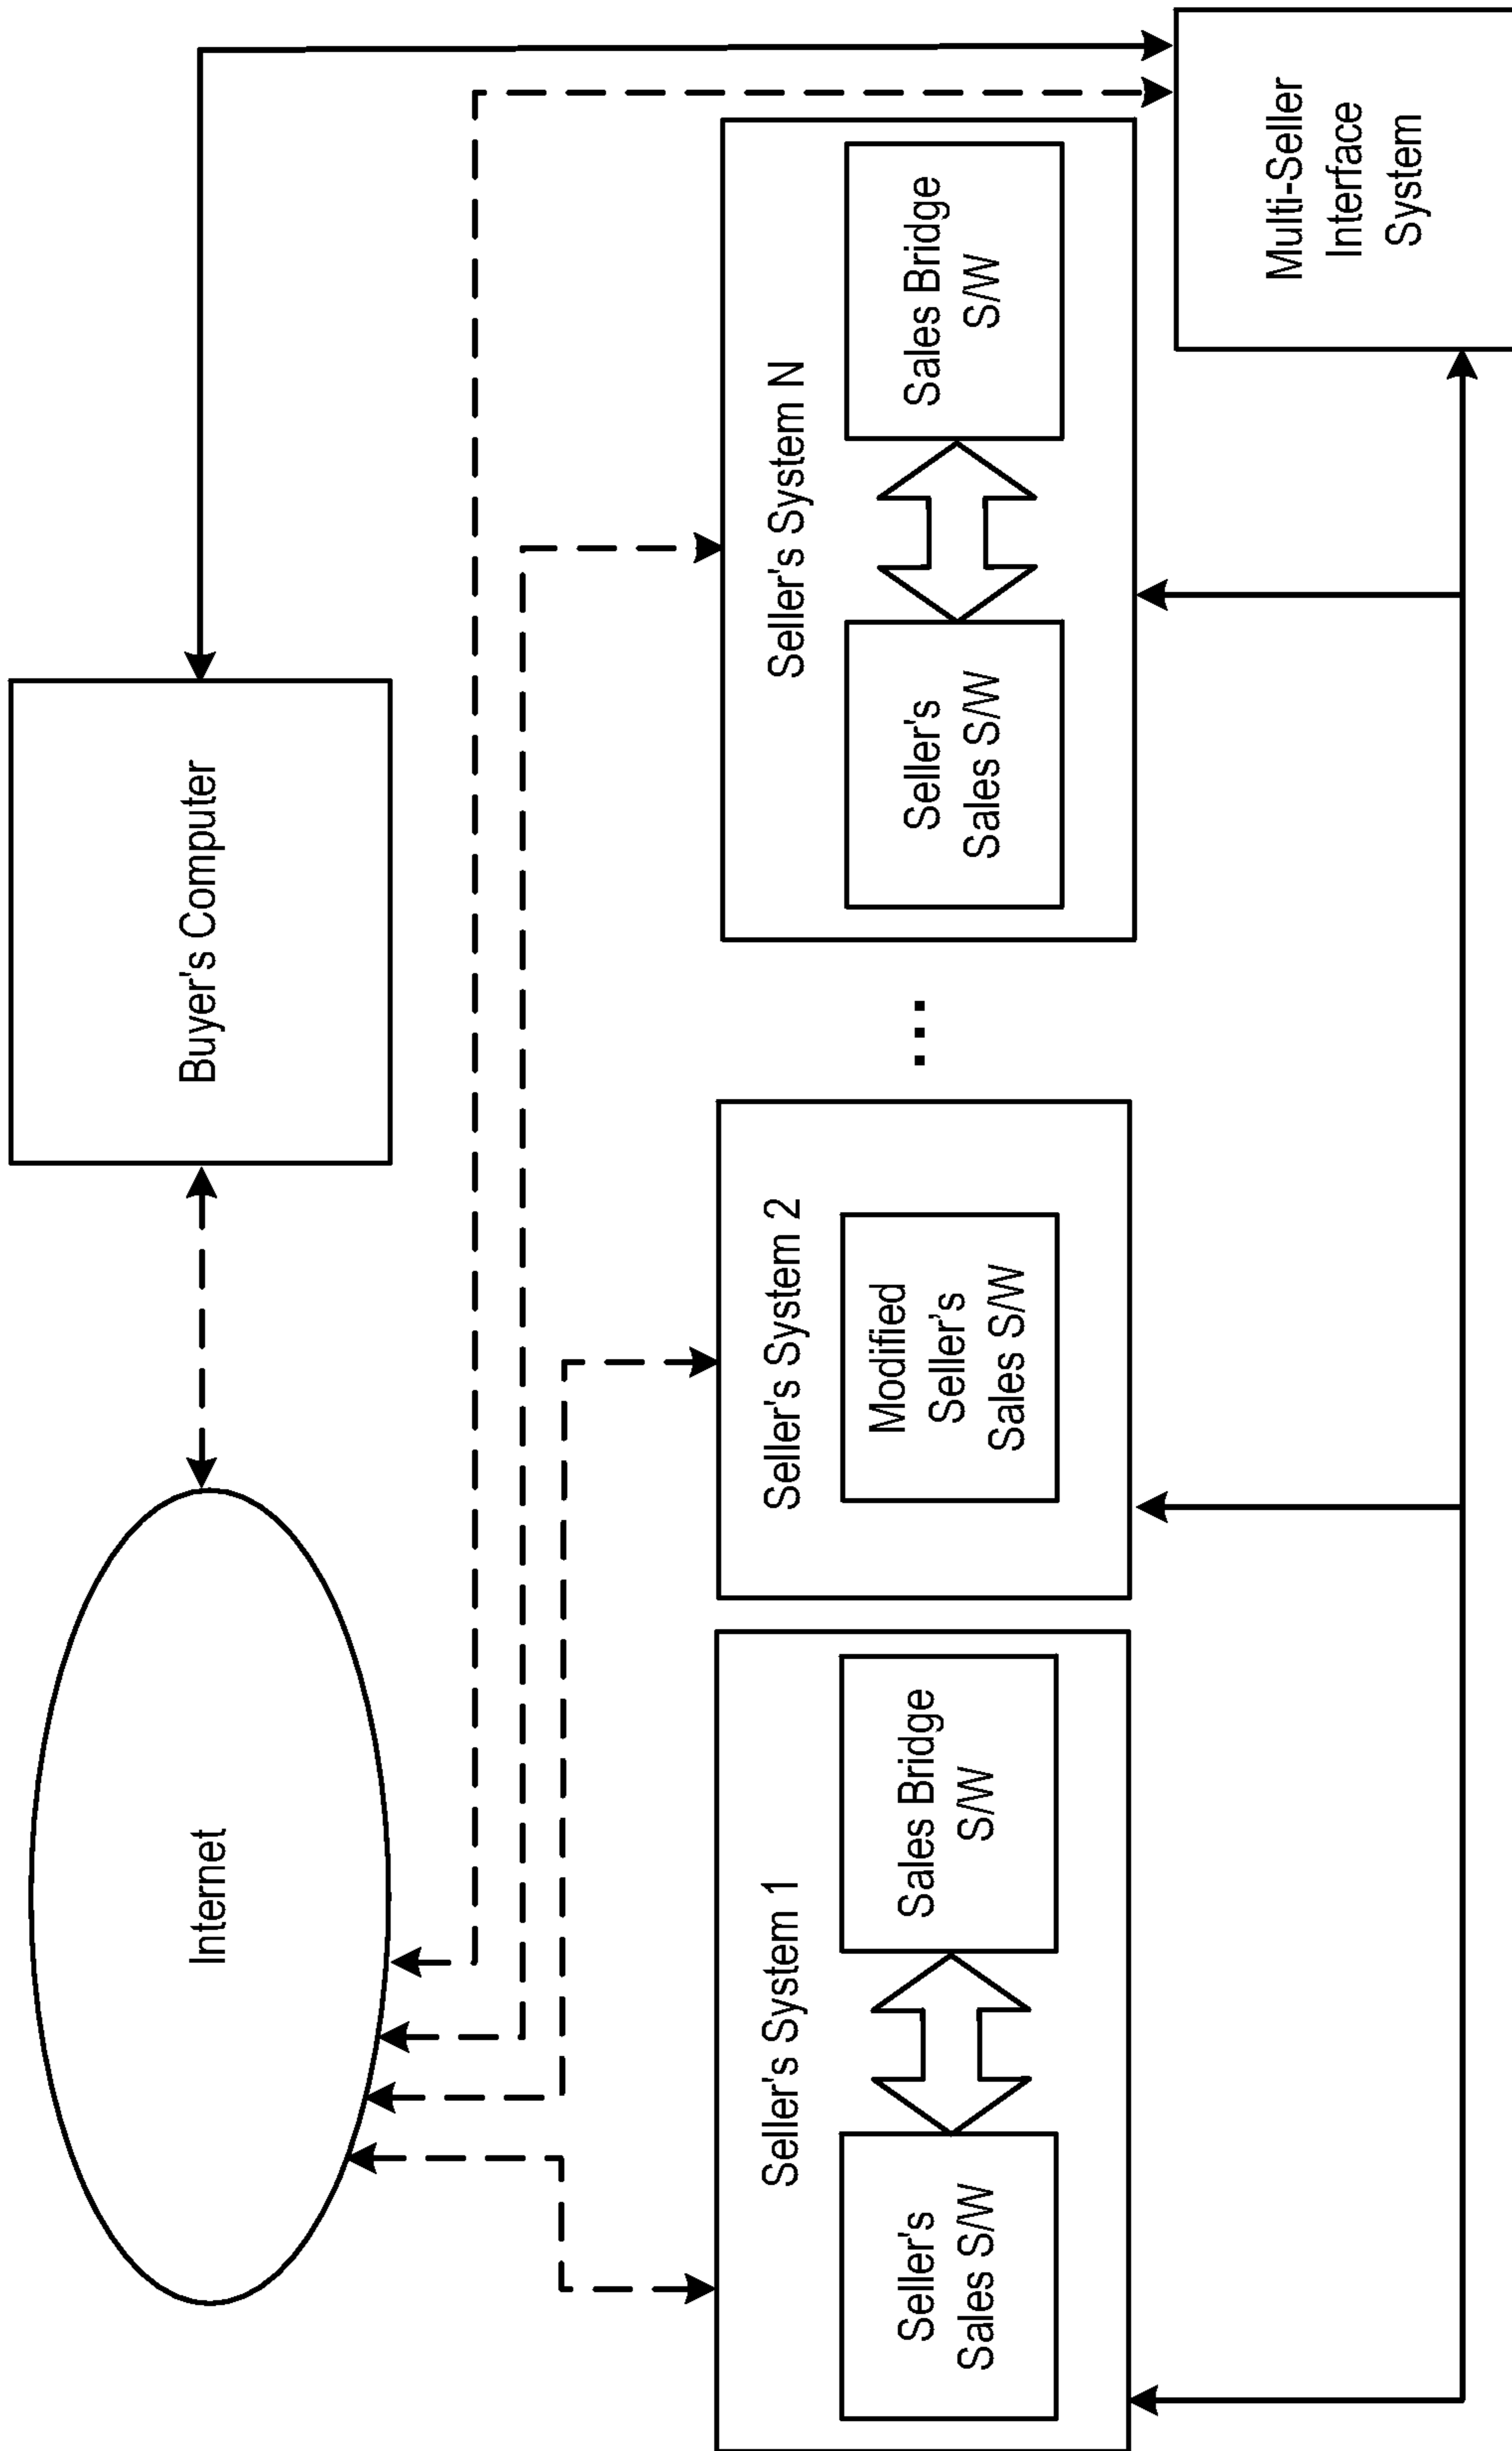 Internet
Buyer's Computer
Seller's System 1
Seller's
Sales S/W
Sales Bridge
S/W
Seller's System 2
Modified
Seller's
Sales S/W
...
Seller's System N
Seller's
Sales S/W
Sales Bridge
S/W
Multi-Seller
Interface
System